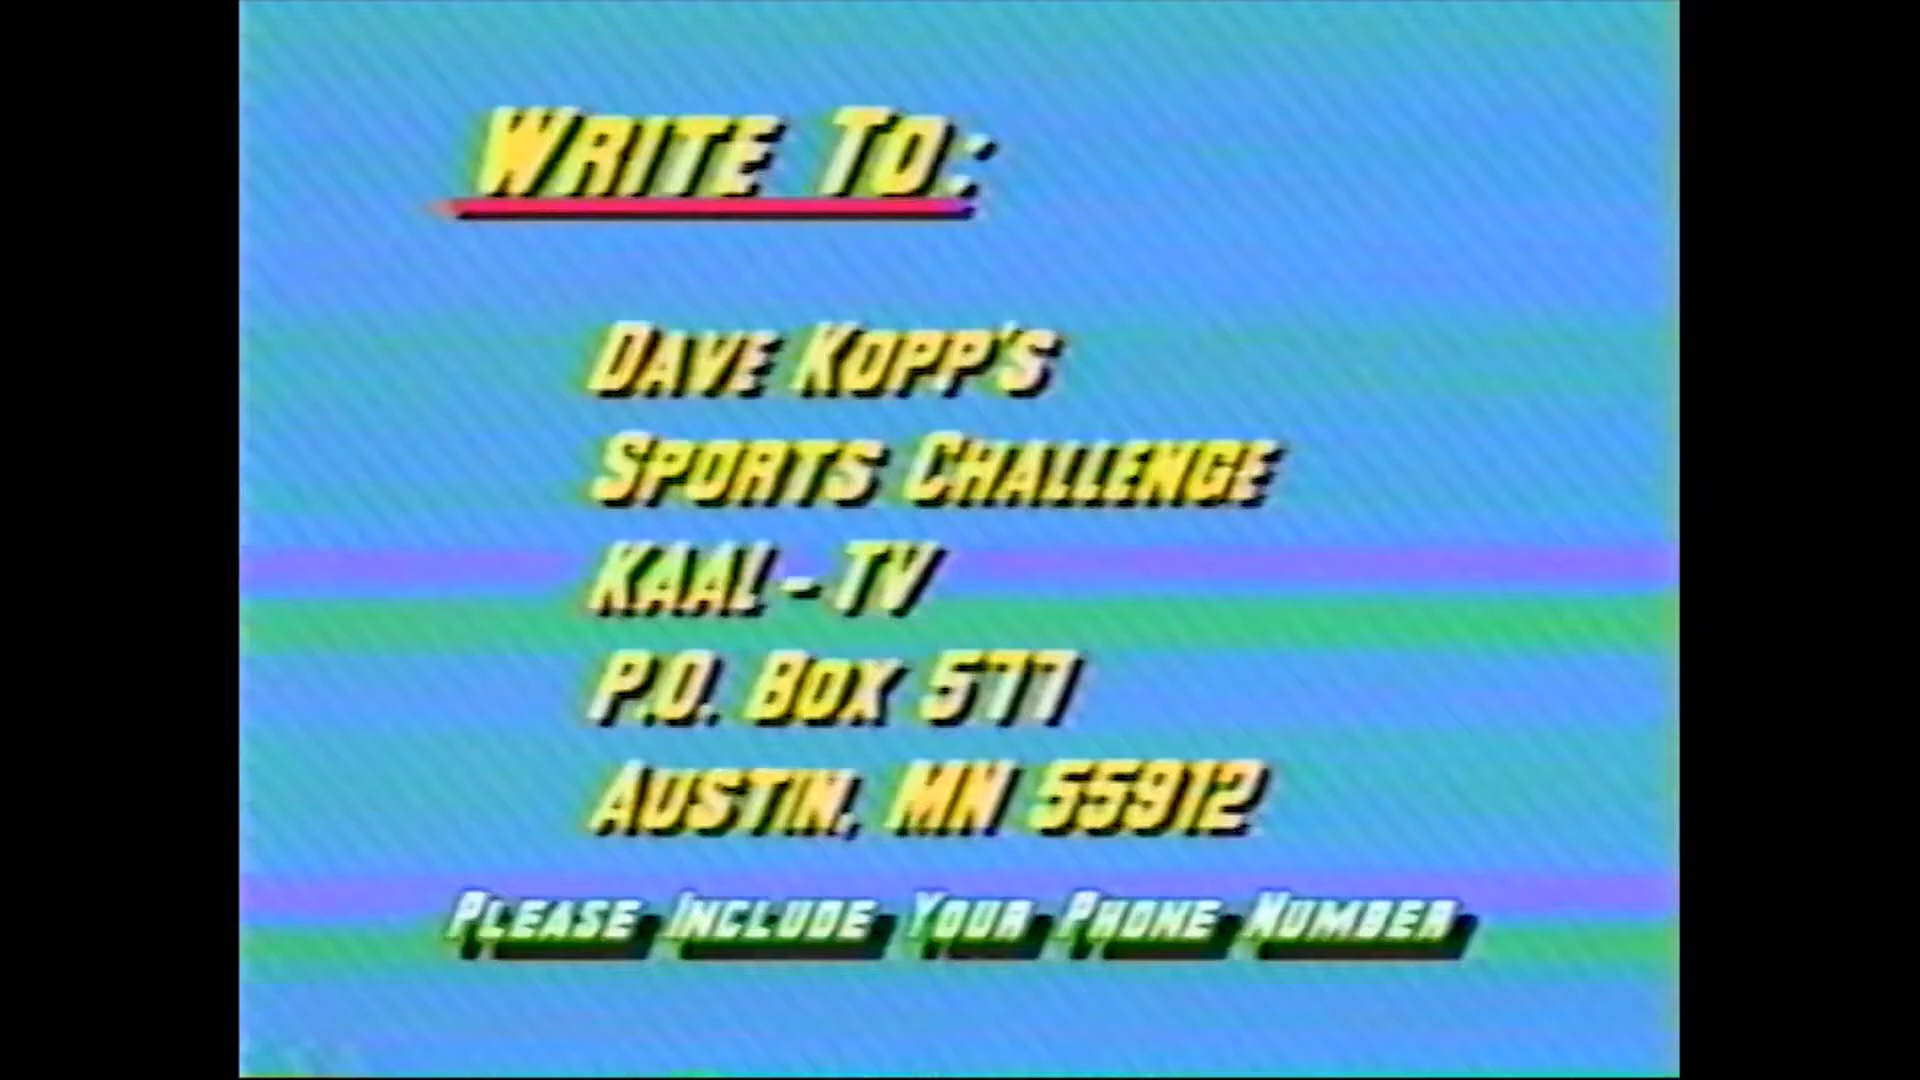 Write To:
Dave Kopp's
Sports Challenge
KAAL-TV
P.O. Box 577
Austin, MN 55912
Please Include Your Phone Number